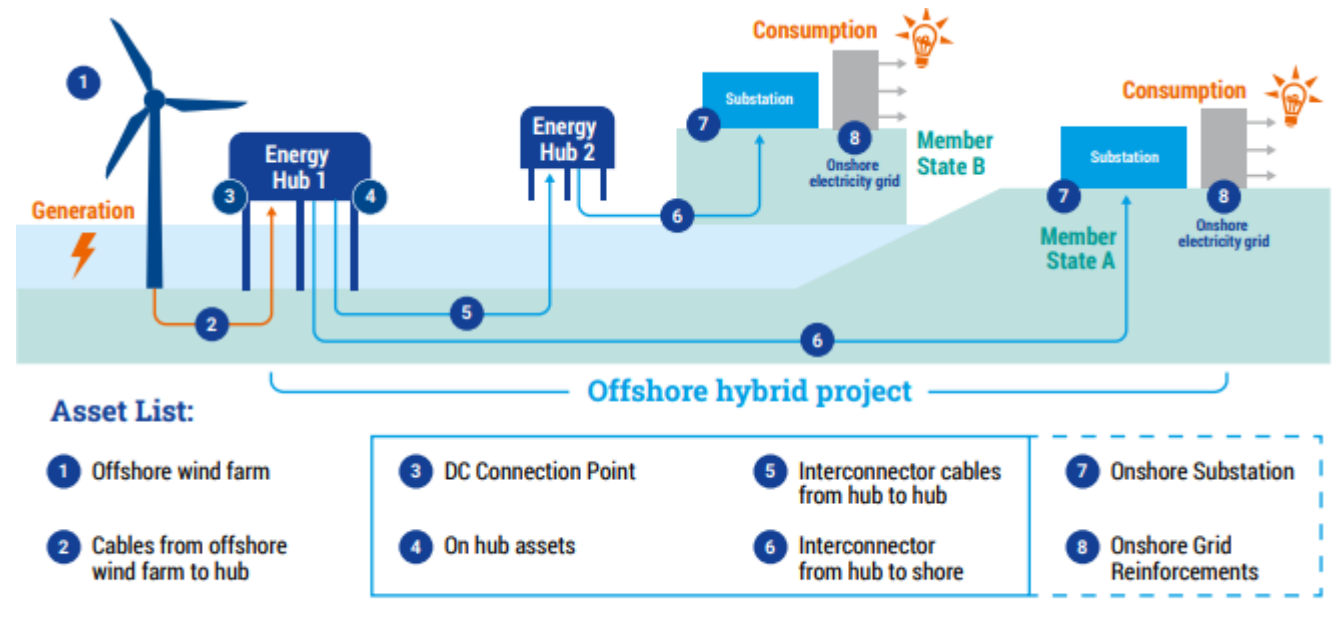 Consumption
1
Substation
Consumption
Energy
Hub 2
7
Energy
Hub 1
8
Member
State B
Substation
Onshore
electricity grid
3
4
7
8
Generation
6
Onshore
electricity grid
Member
State A
5
2
6
Offshore hybrid project
Asset List:
1 Offshore wind farm
2 Cables from offshore
wind farm to hub
3 DC Connection Point
4 On hub assets
5 Interconnector cables
from hub to hub
6 Interconnector
from hub to shore
7 Onshore Substation
8 Onshore Grid
Reinforcements